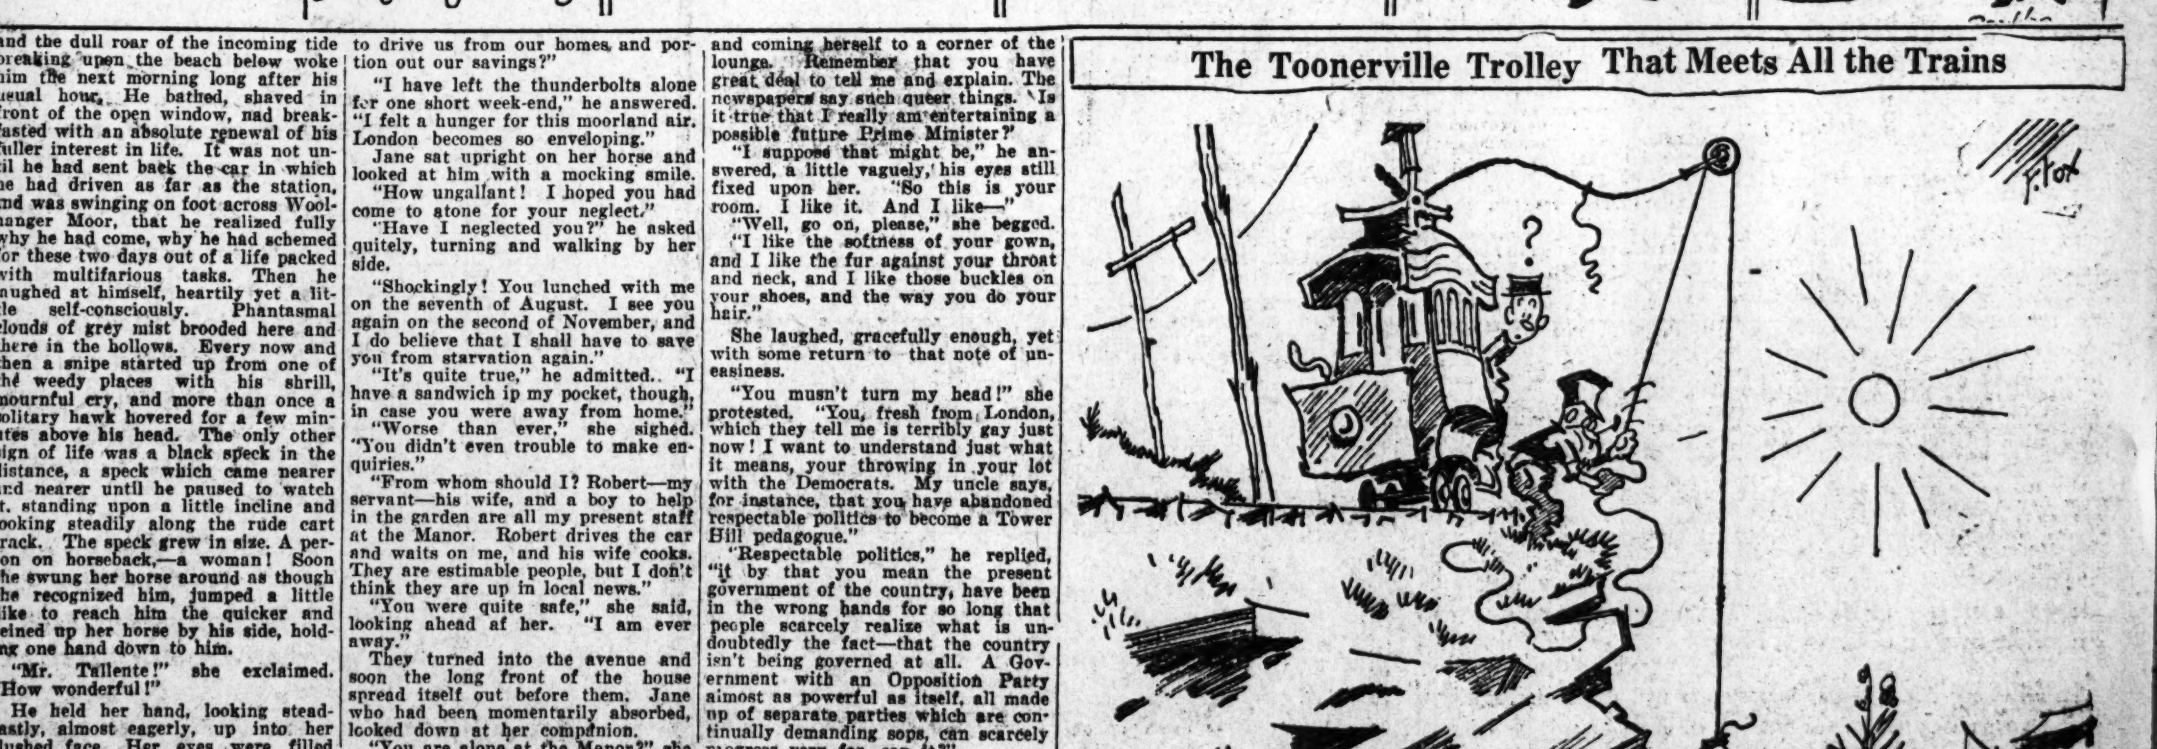 and the dull roar of the incoming tide
breaking upen the beach below woke
him the next morning long after his
usual hour. He bathed, shaved in
front of the open window, nad break-
fasted with an absolute renewal of his
fuller interest in life. It was not un-
til he had sent back the car in which
he had driven as far as the station,
and was swinging on foot across Wool-
hanger Moor, that he realized fully
why he had come, why he had schemed
for these two days out of a life packed
with multifarious tasks. Then he
laughed at himself, heartily yet a lit-
tle self-consciously. Phantasmal
clouds of grey mist brooded here and
there in the hollows. Every now and
then a snipe started up from one of
the weedy places with his shrill,
mournful cry, and more than once a
solitary hawk hovered for a few min-
utes above his head. The only other
sign of life was a black speck in the
distance, a speck which came nearer
and nearer until he paused to watch
it, standing upon a little incline and
looking steadily along the rude cart
track. The speck grew in size. A per-
son on horseback,—a woman! Soon
she swung her horse around as though
she recognized him, jumped a little
dike to reach him the quicker and
reined up her horse by his side, hold-
ing one hand down to him.
"Mr. Tallente!" she exclaimed.
"How wonderful!"
He held her hand, looking stead-
fastly, almost eagerly, up into her
flushed face. Her eyes were filled
to drive us from our homes and por-
tion out our savings?"
"I have left the thunderbolts alone
for one short week-end," he answered.
"I felt a hunger for this moorland air.
London becomes so enveloping."
Jane sat upright on her horse and
looked at him with a mocking smile.
"How ungallant! I hoped you had
come to atone for your neglect."
"Have I neglected you?" he asked
quitely, turning and walking by her
side.
"Shockingly! You lunched with me
on the seventh of August. I see you
again on the second of November, and
I do believe that I shall have to save
you from starvation again."
"It's quite true," he admitted.. "I
have a sandwich ip my pocket, though,
in case you were away from home."
"Worse than ever," she sighed.
"You didn't even trouble to make en-
quiries."
"From whom should I? Robert—my
servant—his wife, and a boy to help
in the garden are all my present staff
at the Manor. Robert drives the car
and waits on me, and his wife cooks.
They are estimable people, but I don't
think they are up in local news."
"You were quite safe," she said,
looking ahead af her. "I am ever
away."
They turned into the avenue and
soon the long front of the house
spread itself out before them. Jane
who had been momentarily absorbed,
looked down at her companion.
"You are alone at the Manor?" she
and coming herself to a corner of the
lounge. "Remember that you have
great deal to tell me and explain. The
newspapers say such queer things. Is
it true that I really am entertaining a
possible future Prime Minister?"
"I suppose that might be," he an-
swered, a little vaguely, his eyes still
fixed upon her. "So this is your
room. I like it. And I like—"
"Well, go on, please," she begged.
"I like the softness of your gown,
and I like the fur against your throat
and neck, and I like those buckles on
your shoes, and the way you do your
hair."
She laughed, gracefully enough, yet
with some return to that note of un-
easiness.
"You musn't turn my head!" she
protested. "You, fresh from London,
which they tell me is terribly gay just
now! I want to understand just what
it means, your throwing in your lot
with the Democrats. My uncle says,
for instance, that you have abandoned
respectable politics to become a Tower
Hill pedagogue."
"Respectable politics," he replied,
"if by that you mean the present
government of the country, have been
in the wrong hands for so long that
people scarcely realize what is un-
doubtedly the fact—that the country
isn't being governed at all. A Gov-
ernment with an Opposition Party
almost as powerful as itself, all made
up of separate parties which are con-
tinually demanding sops, can scarcely
The Toonerville Trolley That Meets All the Trains
F. Fox
?